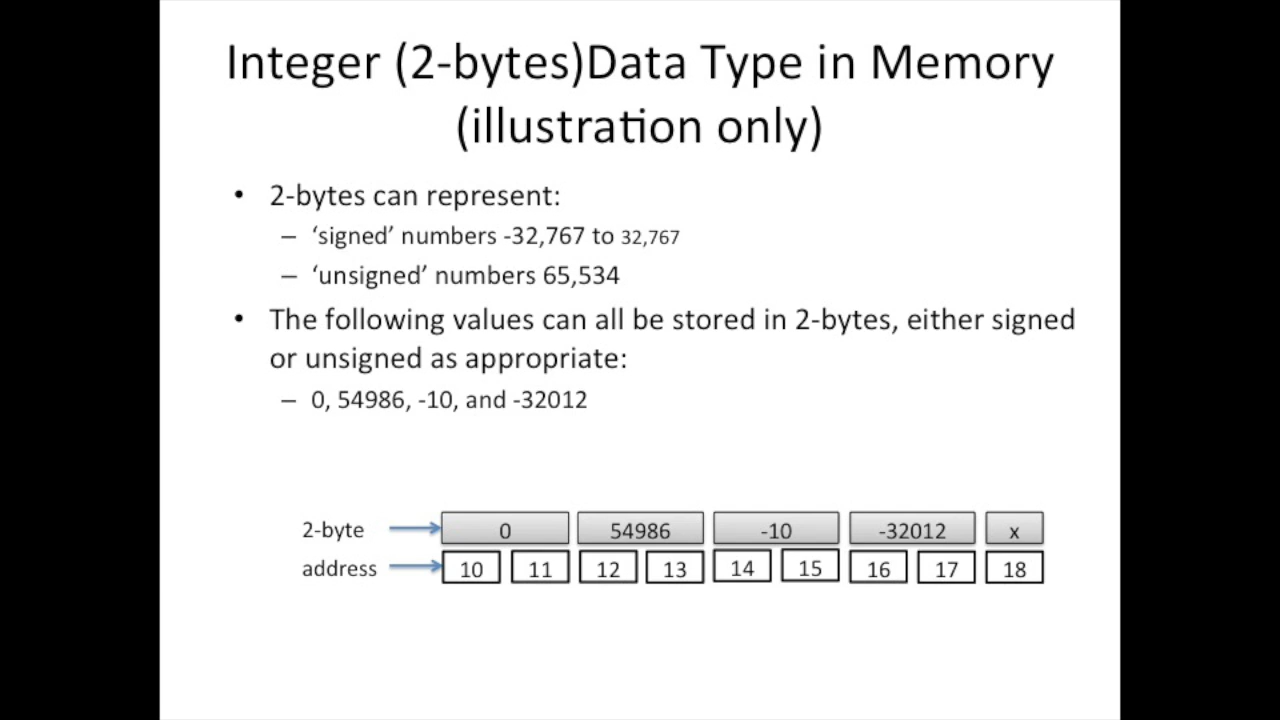 Integer (2-bytes)Data Type in Memory
(illustration only)
• 2-bytes can represent:
– ‘signed’ numbers -32,767 to 32,767
– ‘unsigned’ numbers 65,534
• The following values can all be stored in 2-bytes, either signed
or unsigned as appropriate:
– 0, 54986, -10, and -32012
2-byte 0 54986 -10 -32012 x
address 10 11 12 13 14 15 16 17 18